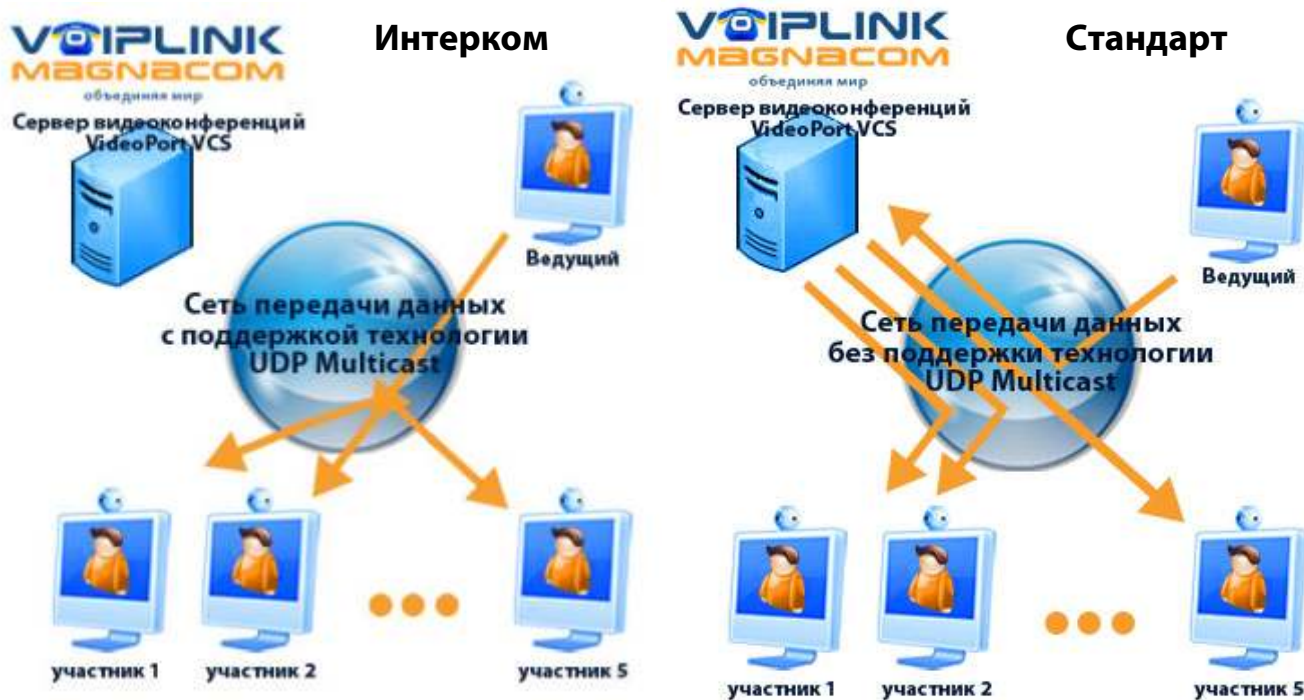 VOIPLINK
MAGNACOM
объединяя мир
Интерком
Сервер видеоконференций
VideoPort VCS
Ведущий
Сеть передачи данных
с поддержкой технологии
UDP Multicast
участник 1
участник 2
участник 5
VOIPLINK
MAGNACOM
объединяя мир
Стандарт
Сервер видеоконференций
VideoPort VCS
Ведущий
Сеть передачи данных
без поддержки технологии
UDP Multicast
участник 1
участник 2
участник 5